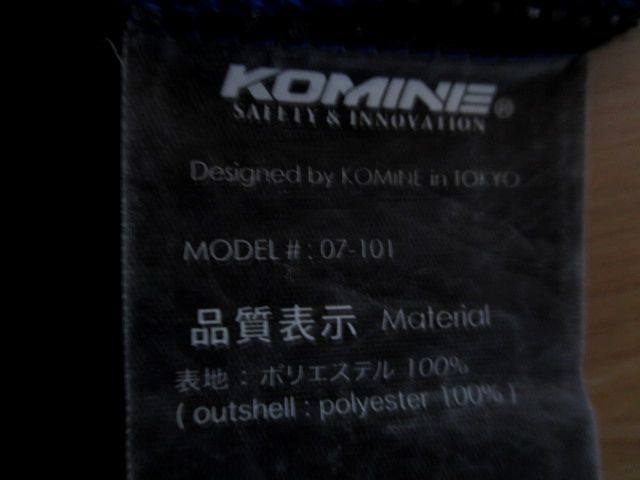 KOMINE®
SAFETY & INNOVATION
Designed by KOMINE in TOKYO
MODEL # : 07-101
品質表示 Material
表地 : ポリエステル 100%
( outshell : polyester 100% )